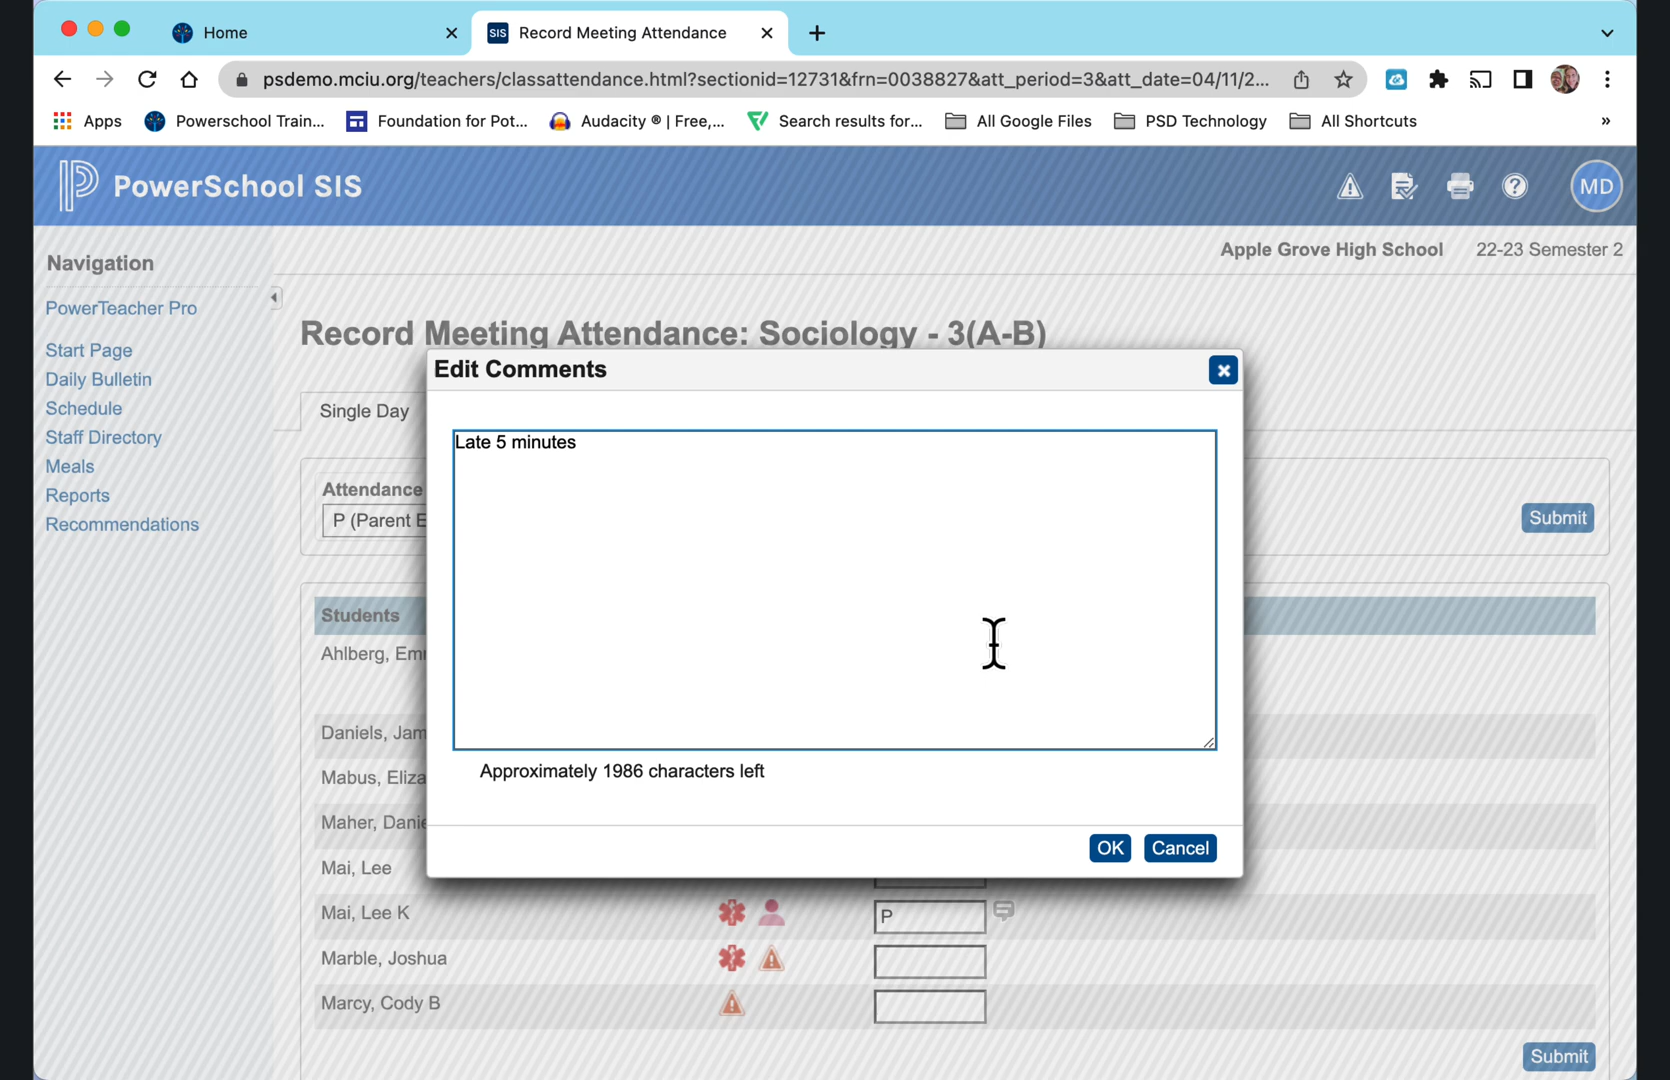 Home
SIS Record Meeting Attendance
psdemo.mciu.org/teachers/classattendance.html?sectionid=12731&frn=0038827&att_period=3&att_date=04/11/2...
Apps Powerschool Train... Foundation for Pot... Audacity ® | Free,... Search results for... All Google Files PSD Technology All Shortcuts »
PowerSchool SIS
MD
Apple Grove High School 22-23 Semester 2
Navigation
PowerTeacher Pro
Start Page
Daily Bulletin
Schedule
Staff Directory
Meals
Reports
Recommendations
Record Meeting Attendance: Sociology - 3(A-B)
Edit Comments
Single Day
Late 5 minutes
Attendance
P (Parent E
Submit
Students
Ahlberg, Em
Daniels, Jam
Mabus, Eliza
Approximately 1986 characters left
Maher, Danie
OK Cancel
Mai, Lee
Mai, Lee K P
Marble, Joshua
Marcy, Cody B
Submit